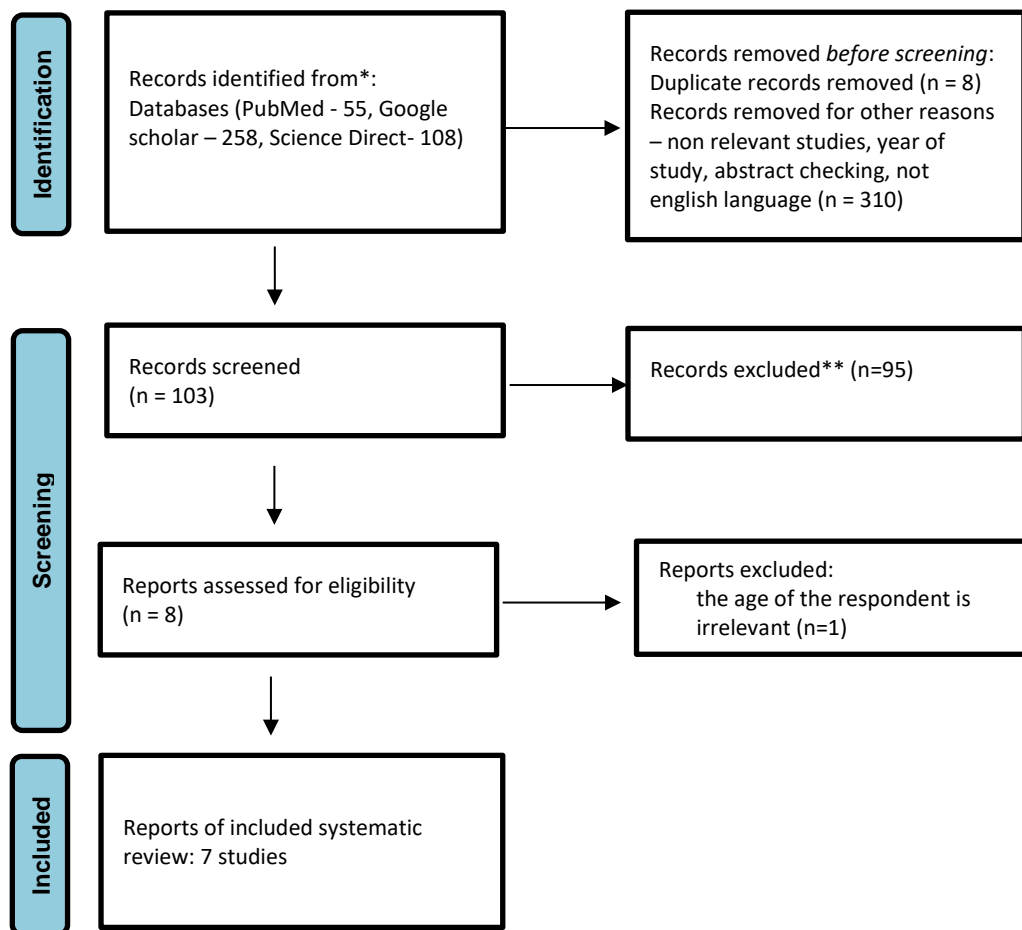 Identification
Records identified from*:
Databases (PubMed - 55, Google
scholar – 258, Science Direct- 108)
Records removed before screening:
Duplicate records removed (n = 8)
Records removed for other reasons
– non relevant studies, year of
study, abstract checking, not
english language (n = 310)
Screening
Records screened
(n = 103)
Records excluded** (n=95)
Reports assessed for eligibility
(n = 8)
Reports excluded:
the age of the respondent is
irrelevant (n=1)
Included
Reports of included systematic
review: 7 studies